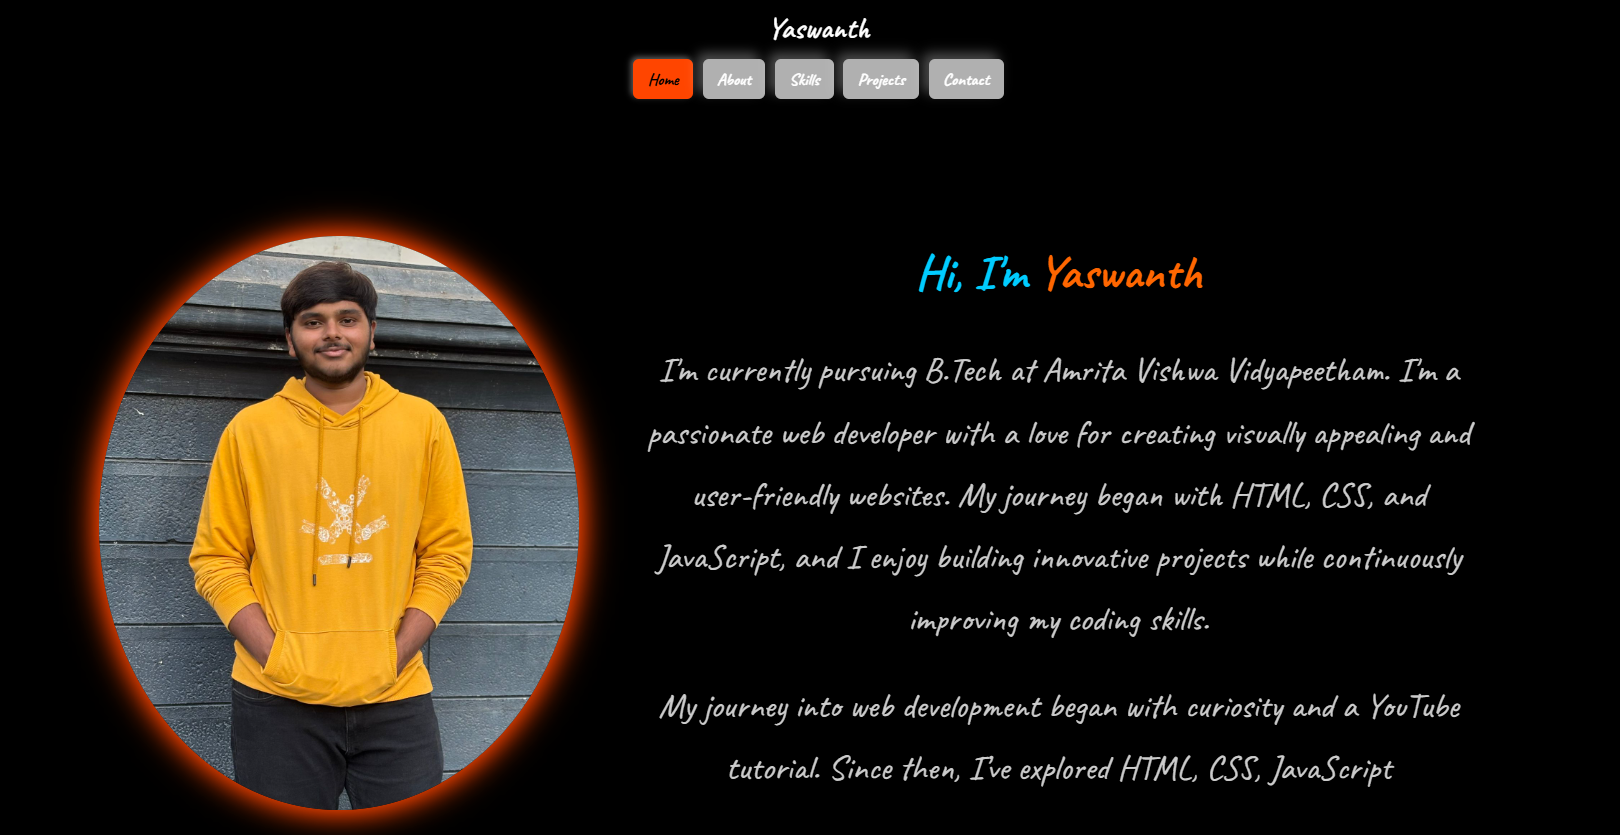 Yaswanth
Home About Skills Projects Contact
Hi, I'm Yaswanth
I'm currently pursuing B.Tech at Amrita Vishwa Vidyapeetham. I'm a
passionate web developer with a love for creating visually appealing and
user-friendly websites. My journey began with HTML, CSS, and
JavaScript, and I enjoy building innovative projects while continuously
improving my coding skills.
My journey into web development began with curiosity and a YouTube
tutorial. Since then, I've explored HTML, CSS, JavaScript